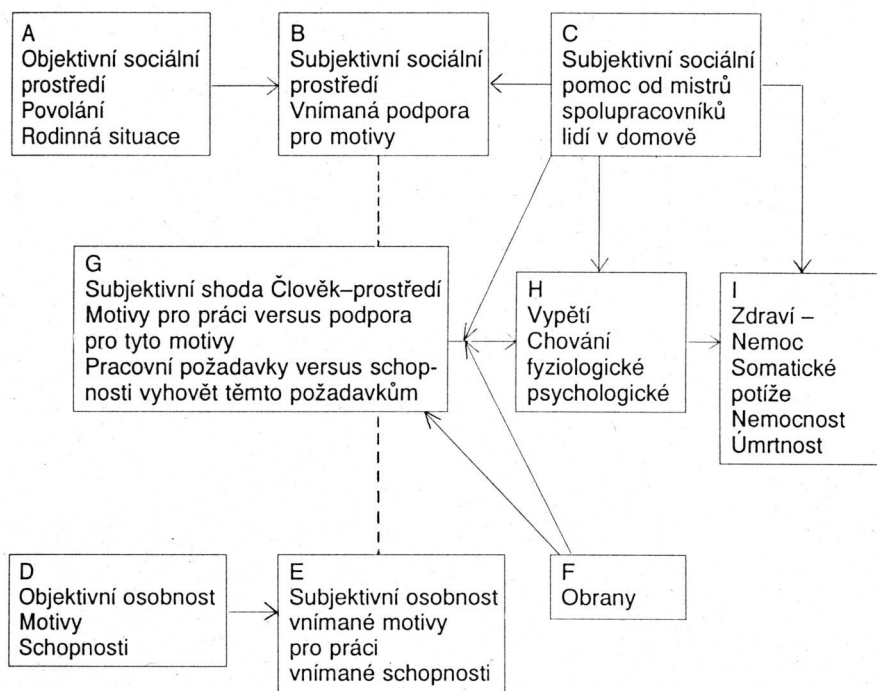 A
Objektivní sociální
prostředí
Povolání
Rodinná situace
B
Subjektivní sociální
prostředí
Vnímaná podpora
pro motivy
C
Subjektivní sociální
pomoc od mistrů
spolupracovníků
lidí v domově
G
Subjektivní shoda Člověk–prostředí
Motivy pro práci versus podpora
pro tyto motivy
Pracovní požadavky versus schop-
nosti vyhovět těmto požadavkům
H
Vypětí
Chování
fyziologické
psychologické
I
Zdraví –
Nemoc
Somatické
potíže
Nemocnost
Úmrtnost
D
Objektivní osobnost
Motivy
Schopnosti
E
Subjektivní osobnost
vnímané motivy
pro práci
vnímané schopnosti
F
Obrany